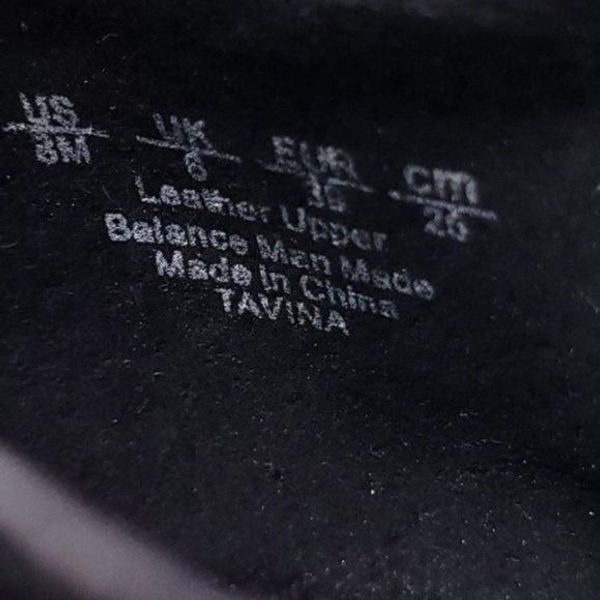 US UK EUR cm
8M 6 26
Leather Upper
Balance Man Made
Made in China
TAVINA